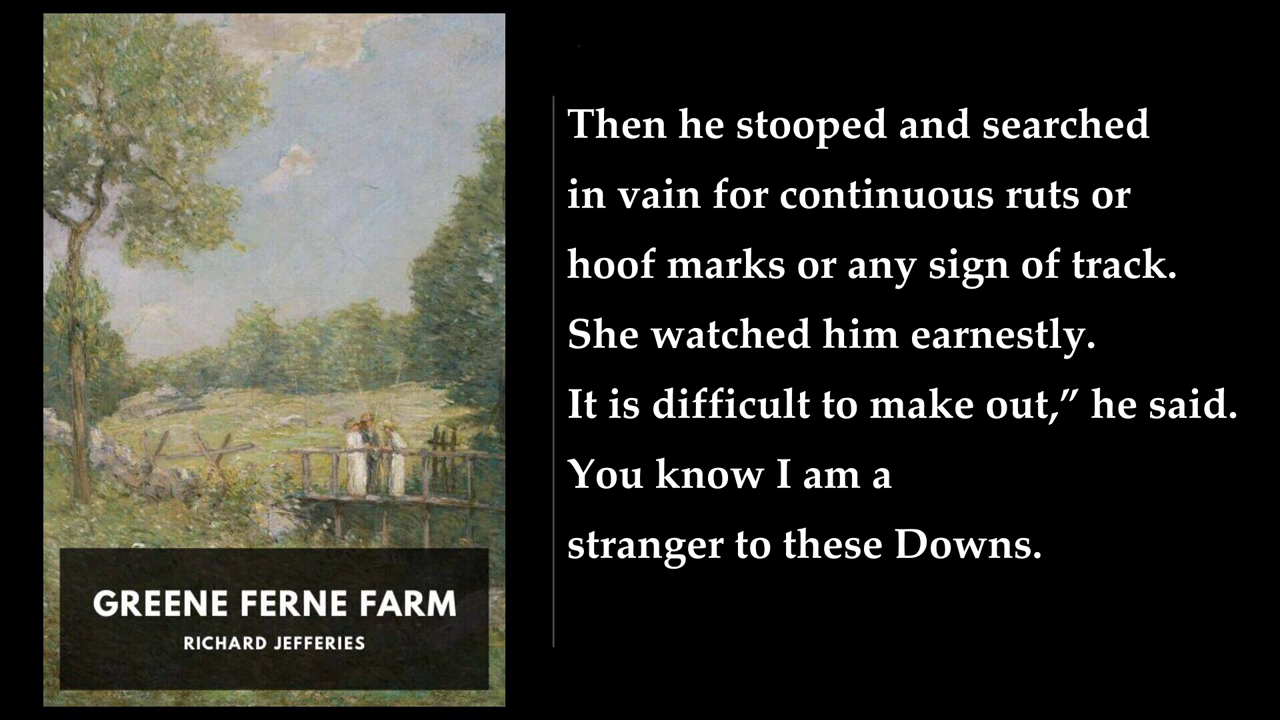 GREENE FERNE FARM
RICHARD JEFFERIES
Then he stooped and searched
in vain for continuous ruts or
hoof marks or any sign of track.
She watched him earnestly.
It is difficult to make out,” he said.
You know I am a
stranger to these Downs.